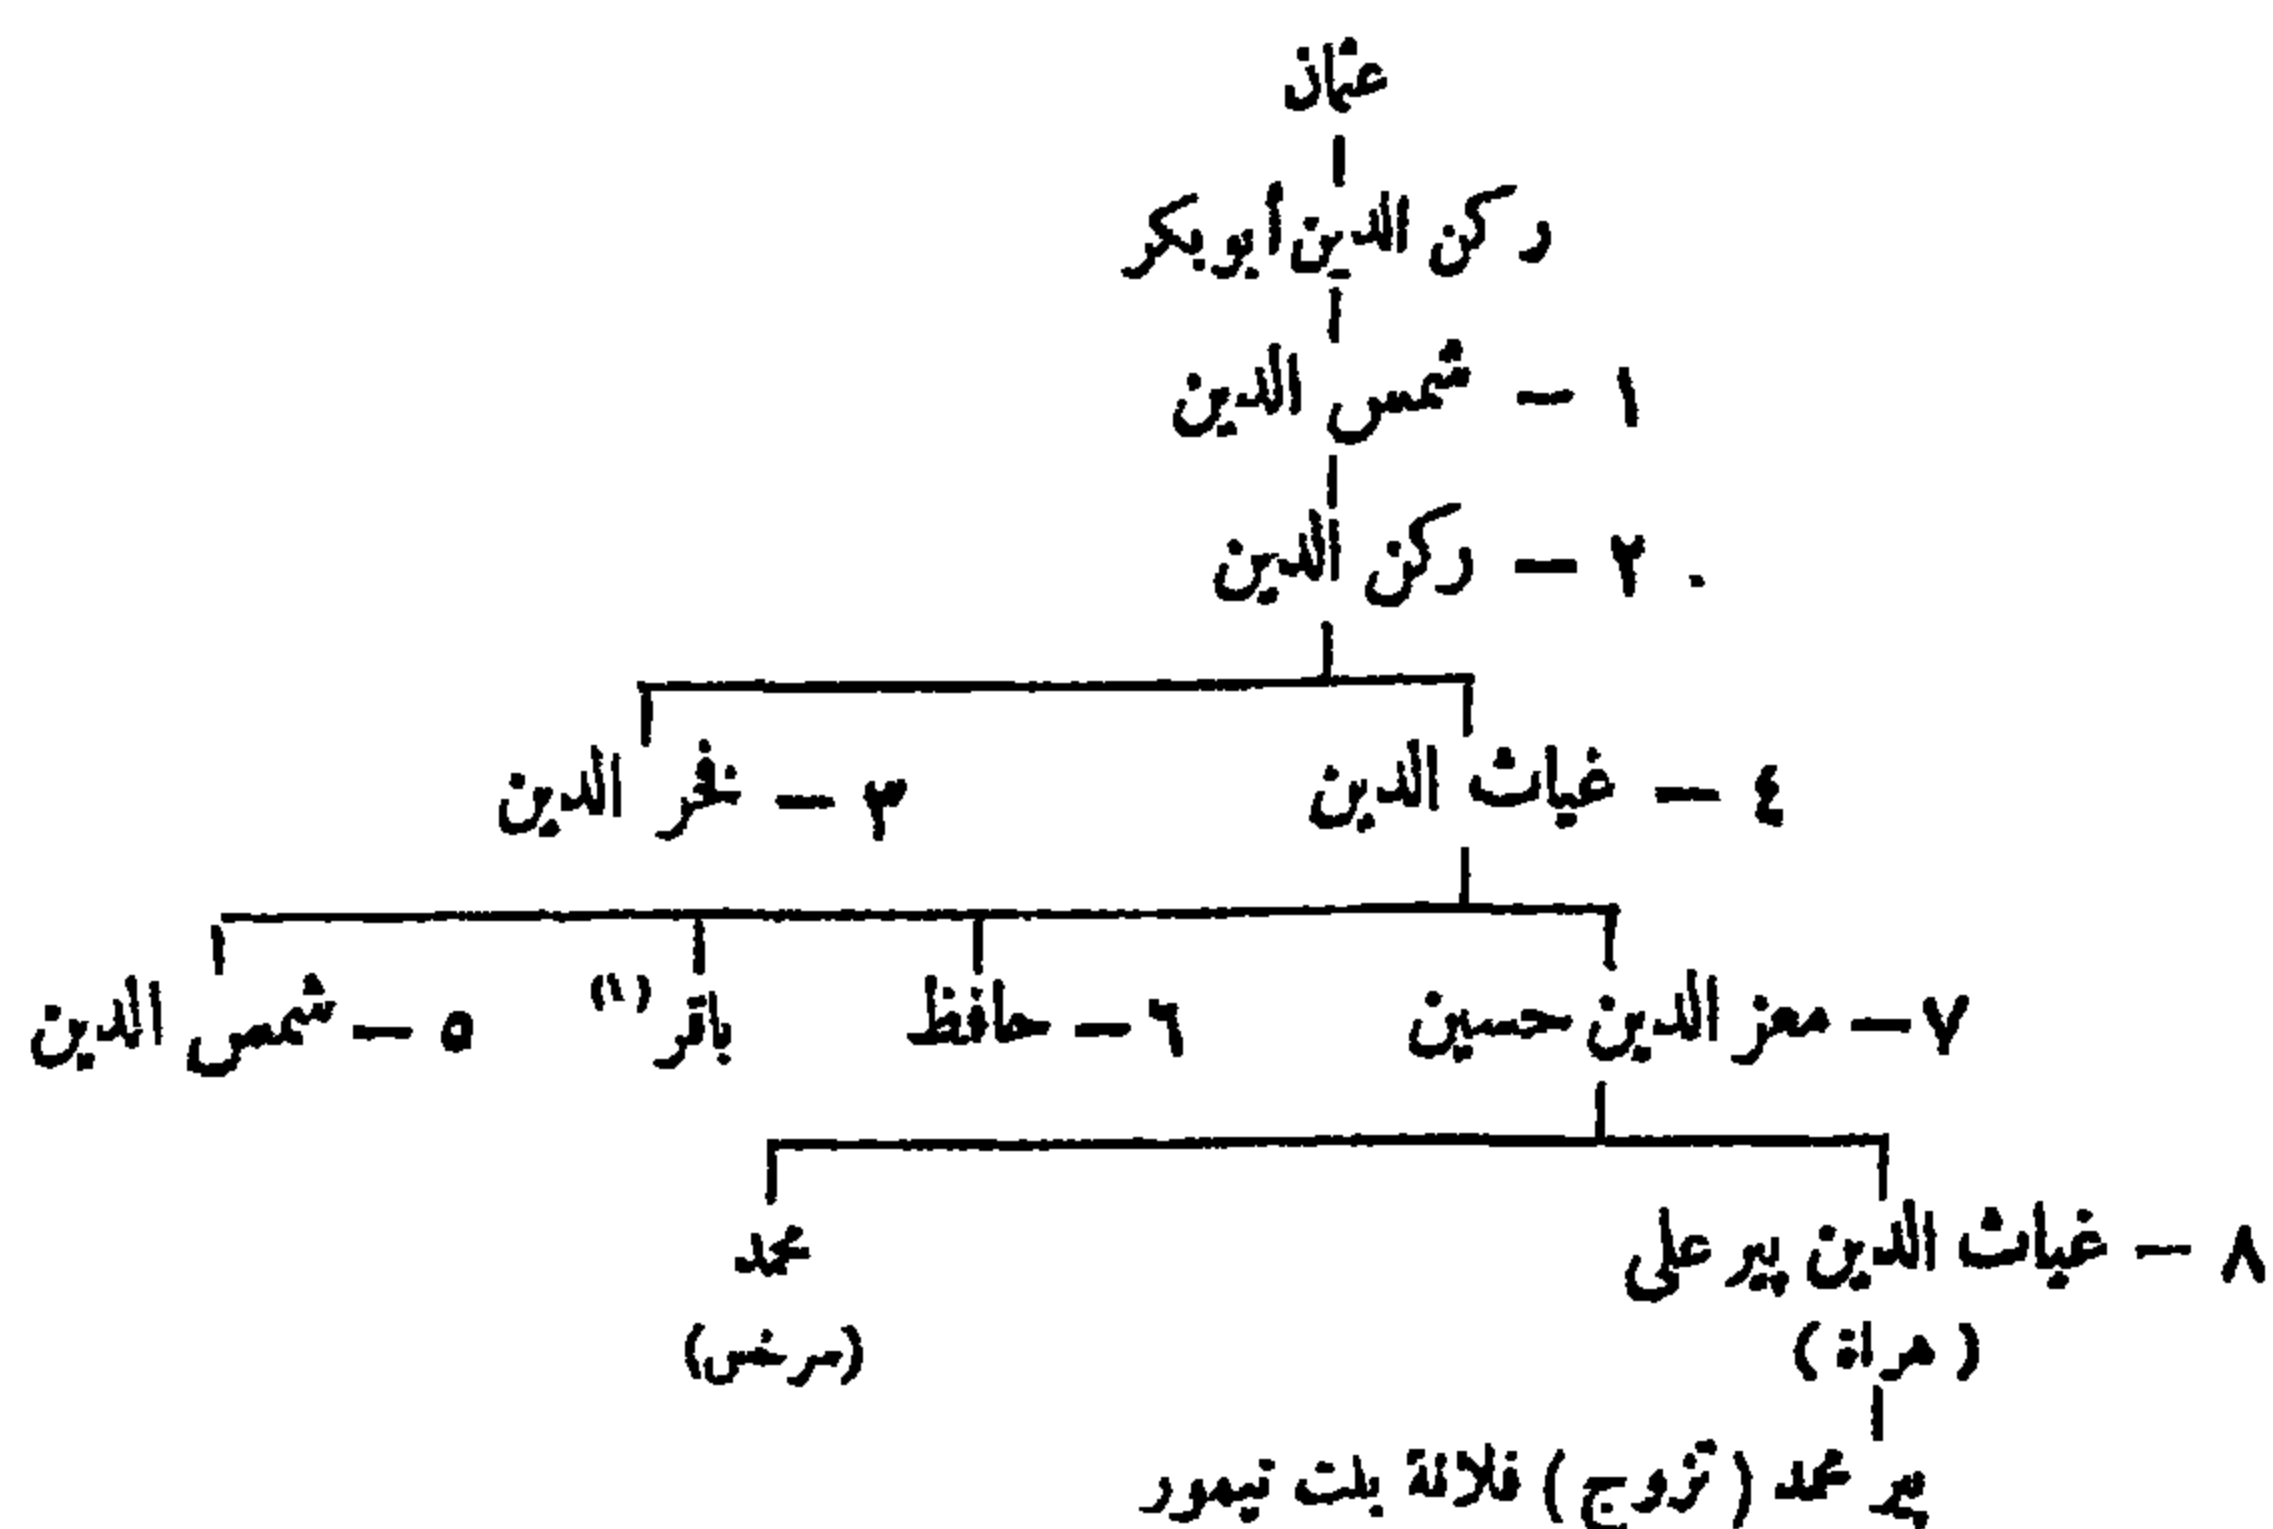 عثمان
ركن الدين أبو بكر
١ - شمس الدين
٢ - ركن الدين
٤ - غياث الدين ٣ - فخر الدين
٧ - معز الدين حسين ٦ - حافظ باقر (١) ٥ - شمس الدين
٨ - غياث الدين پير على محمد
( هراة ) (سرخس)
پير محمد ( تزوج ) فلانة بنت تيمور